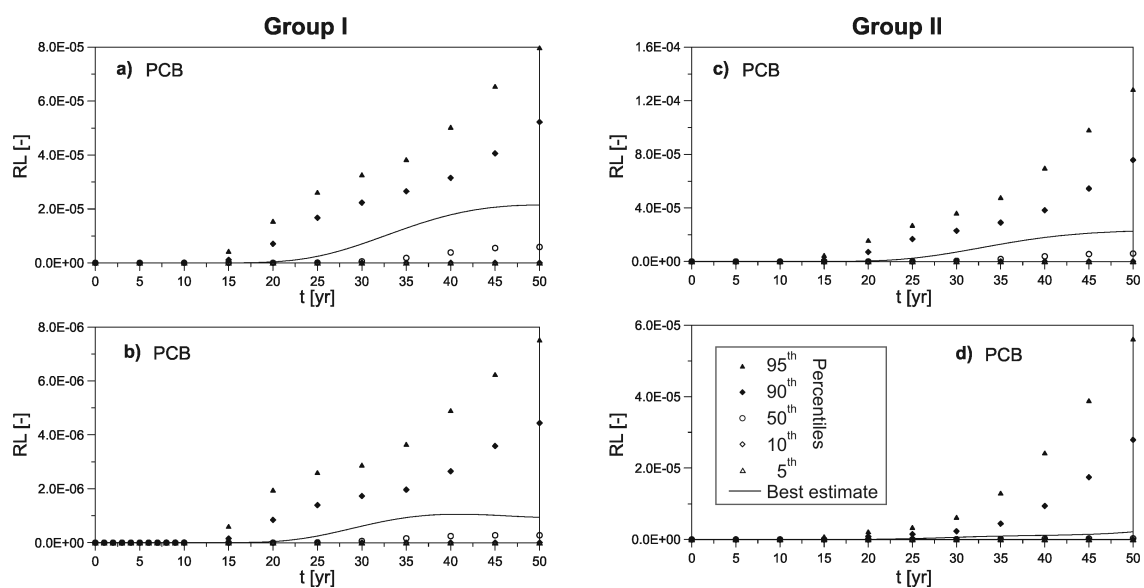 Group I
Group II
8.0E-05
6.0E-05
4.0E-05
2.0E-05
0.0E+00
RL [-]
a) PCB
0 5 10 15 20 25 30 35 40 45 50
t [yr]
1.6E-04
1.2E-04
8.0E-05
4.0E-05
0.0E+00
RL [-]
c) PCB
0 5 10 15 20 25 30 35 40 45 50
t [yr]
8.0E-06
6.0E-06
4.0E-06
2.0E-06
0.0E+00
RL [-]
b) PCB
0 5 10 15 20 25 30 35 40 45 50
t [yr]
6.0E-05
4.0E-05
2.0E-05
0.0E+00
RL [-]
d) PCB
95th
90th
50th
10th
5th
Percentiles
Best estimate
0 5 10 15 20 25 30 35 40 45 50
t [yr]